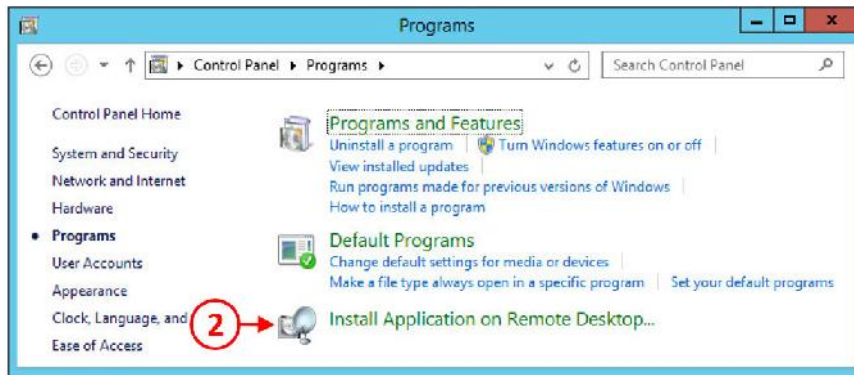 Programs
Control Panel Programs
Search Control Panel
Control Panel Home
System and Security
Network and Internet
Hardware
Programs
User Accounts
Appearance
Clock, Language, and
Ease of Access
Programs and Features
Uninstall a program Turn Windows features on or off
View installed updates
Run programs made for previous versions of Windows
How to install a program
Default Programs
Change default settings for media or devices
Make a file type always open in a specific program Set your default programs
2
Install Application on Remote Desktop...